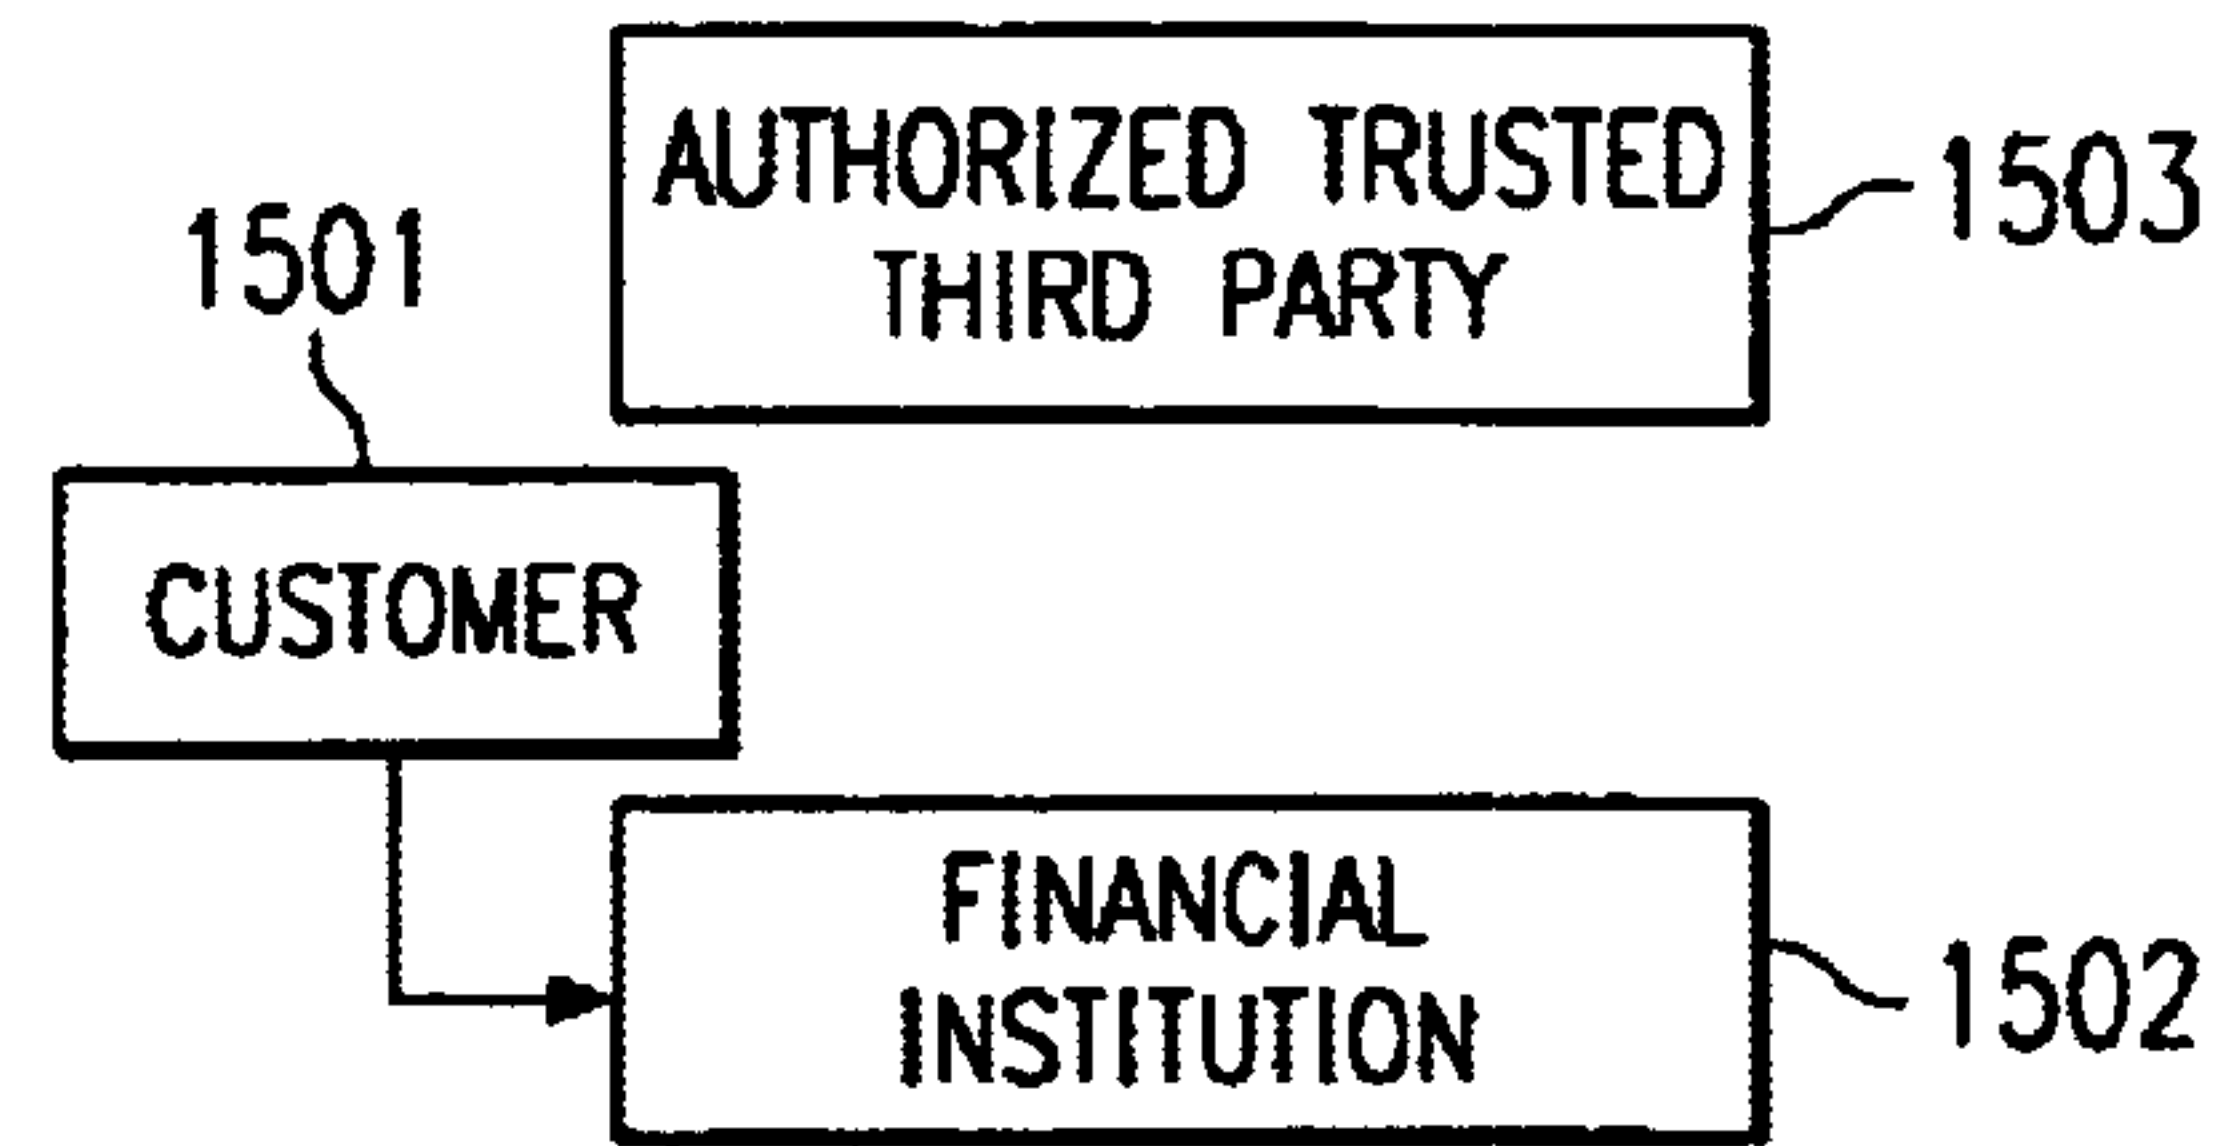 AUTHORIZED TRUSTED
THIRD PARTY
1503
1501
CUSTOMER
FINANCIAL
INSTITUTION
1502